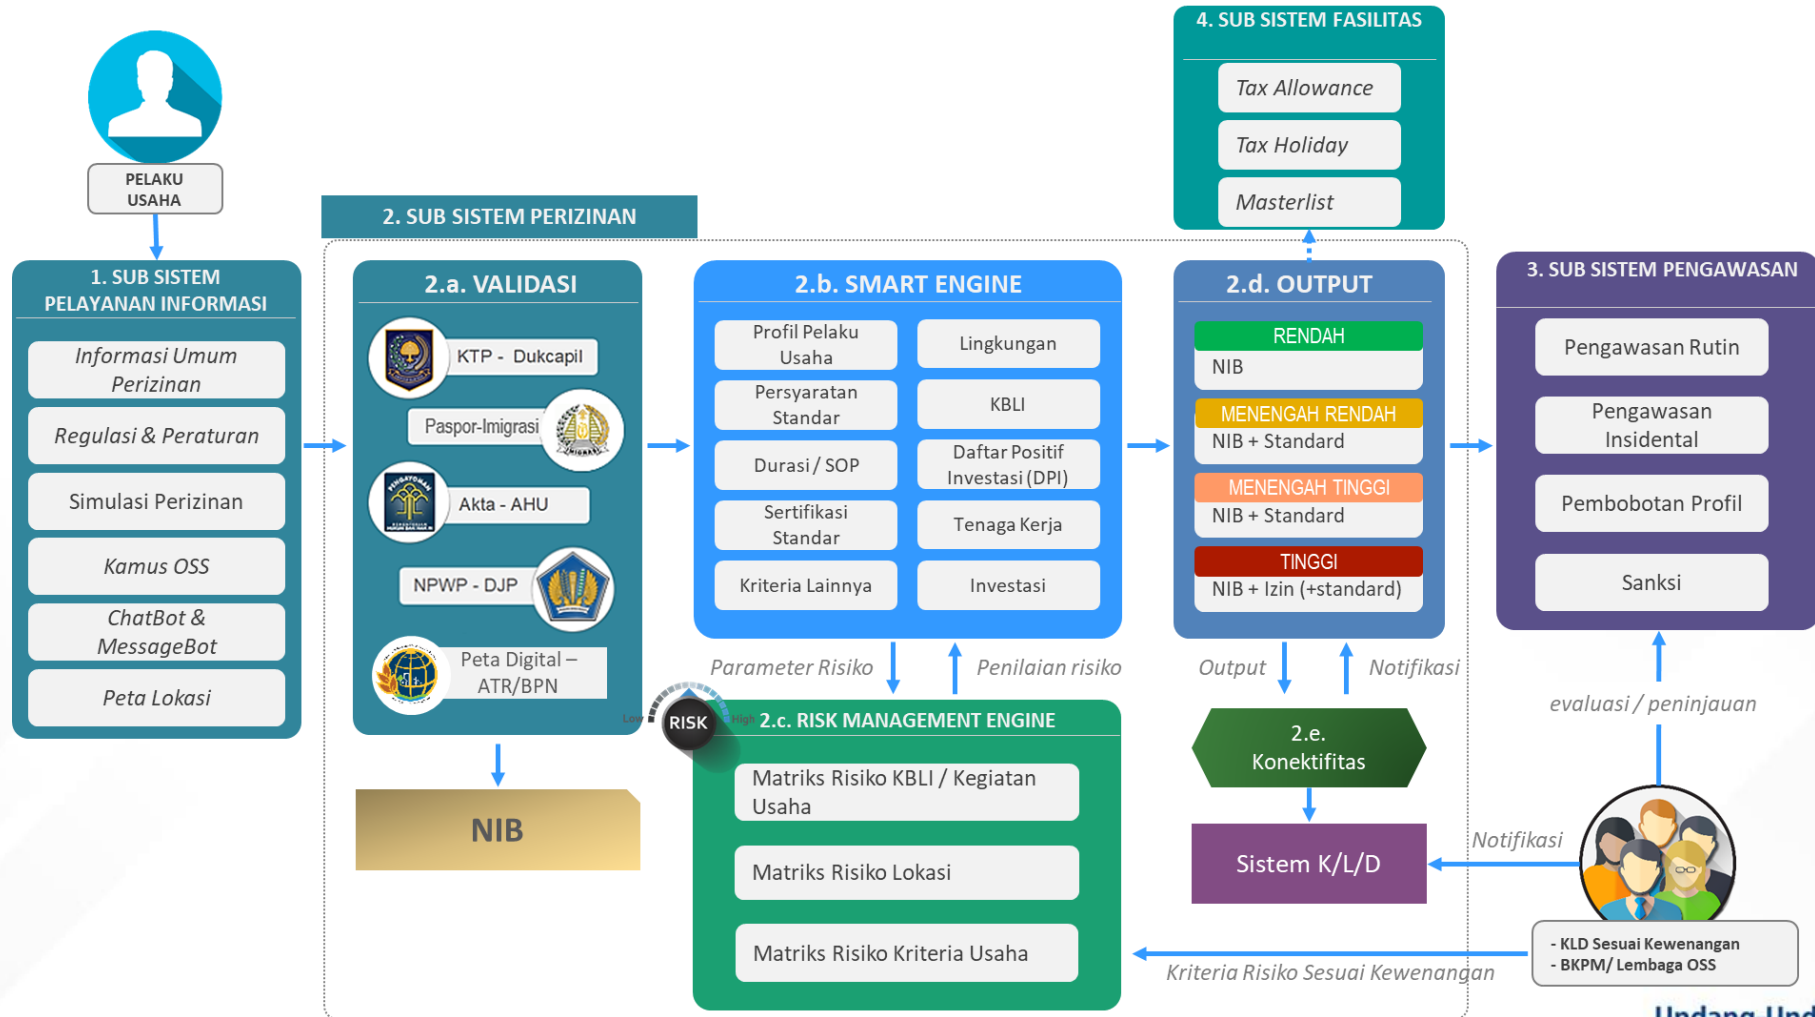 PELAKU
USAHA
1. SUB SISTEM
PELAYANAN INFORMASI
Informasi Umum
Perizinan
Regulasi & Peraturan
Simulasi Perizinan
Kamus OSS
ChatBot &
MessageBot
Peta Lokasi
2. SUB SISTEM PERIZINAN
2.a. VALIDASI
KTP - Dukcapil
Paspor-Imigrasi
IMIGRASI
PENGAYOMAN
Akta - AHU
NPWP - DJP
Peta Digital –
ATR/BPN
NIB
2.b. SMART ENGINE
Profil Pelaku
Usaha
Persyaratan
Standar
Durasi / SOP
Sertifikasi
Standar
Kriteria Lainnya
Lingkungan
KBLI
Daftar Positif
Investasi (DPI)
Tenaga Kerja
Investasi
Parameter Risiko
Penilaian risiko
Low
RISK
High
2.c. RISK MANAGEMENT ENGINE
Matriks Risiko KBLI / Kegiatan
Usaha
Matriks Risiko Lokasi
Matriks Risiko Kriteria Usaha
2.d. OUTPUT
RENDAH
NIB
MENENGAH RENDAH
NIB + Standard
MENENGAH TINGGI
NIB + Standard
TINGGI
NIB + Izin (+standard)
Output
Notifikasi
2.e.
Konektifitas
Sistem K/L/D
4. SUB SISTEM FASILITAS
Tax Allowance
Tax Holiday
Masterlist
3. SUB SISTEM PENGAWASAN
Pengawasan Rutin
Pengawasan
Insidental
Pembobotan Profil
Sanksi
evaluasi / peninjauan
Notifikasi
- KLD Sesuai Kewenangan
- BKPM/ Lembaga OSS
Kriteria Risiko Sesuai Kewenangan